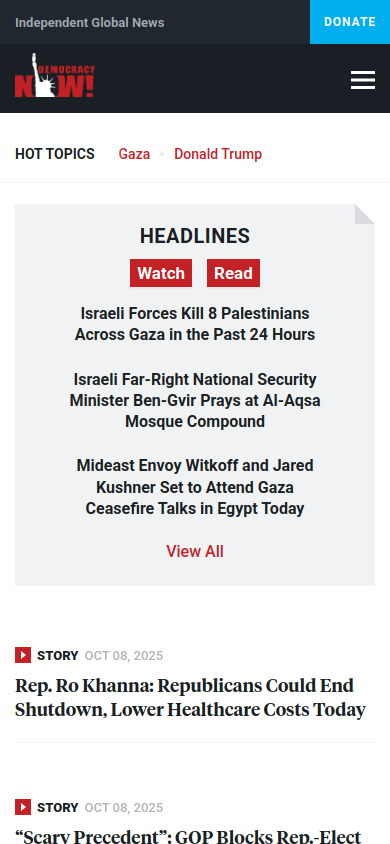 Independent Global News
DONATE
DEMOCRACY
NOW!
HOT TOPICS
Gaza
Donald Trump
HEADLINES
Watch
Read
Israeli Forces Kill 8 Palestinians
Across Gaza in the Past 24 Hours
Israeli Far-Right National Security
Minister Ben-Gvir Prays at Al-Aqsa
Mosque Compound
Mideast Envoy Witkoff and Jared
Kushner Set to Attend Gaza
Ceasefire Talks in Egypt Today
View All
STORY OCT 08, 2025
Rep. Ro Khanna: Republicans Could End
Shutdown, Lower Healthcare Costs Today
STORY OCT 08, 2025
“Scary Precedent”: GOP Blocks Rep.-Elect